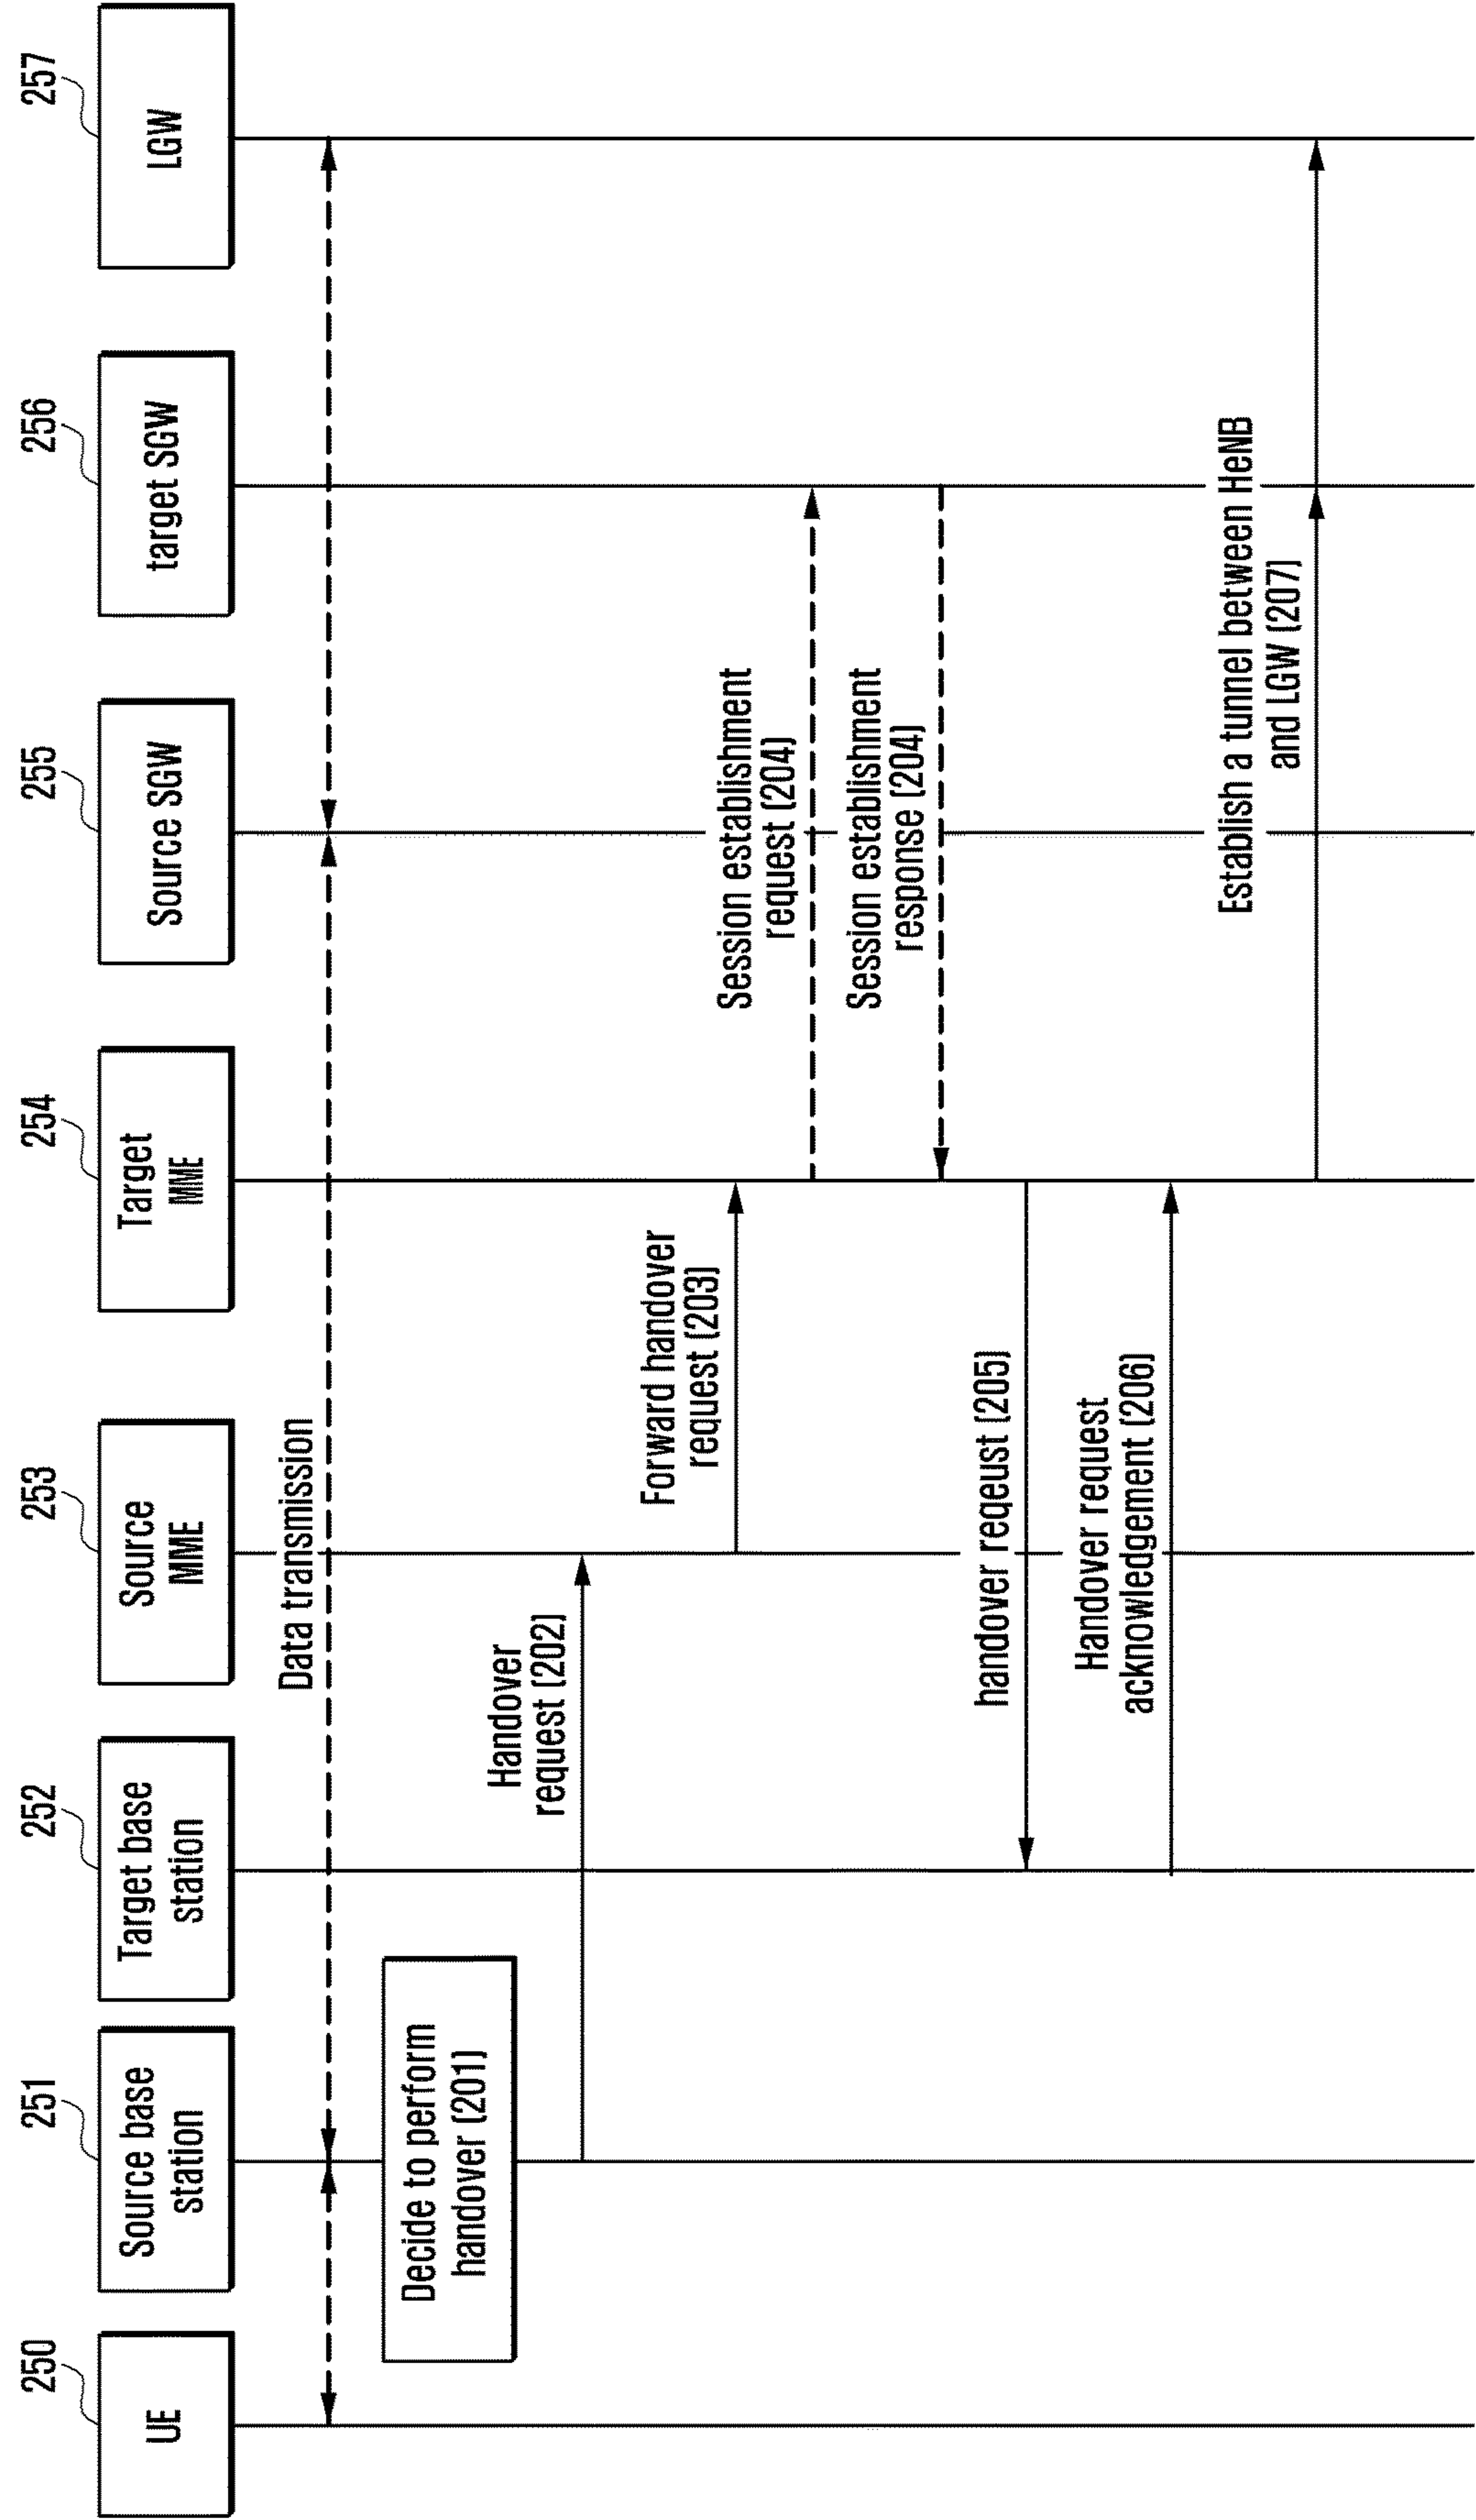 250
251
252
253
254
255
256
257
UE
Source base
station
Target base
station
Source
MME
Target
MME
Source SGW
target SGW
LGW
Data transmission
Decide to perform
handover (201)
Handover
request (202)
Forward handover
request (203)
Session establishment
request (204)
Session establishment
response (204)
handover reqeust (205)
Handover request
acknowledgement (206)
Establish a tunnel between HeNB
and LGW (207)